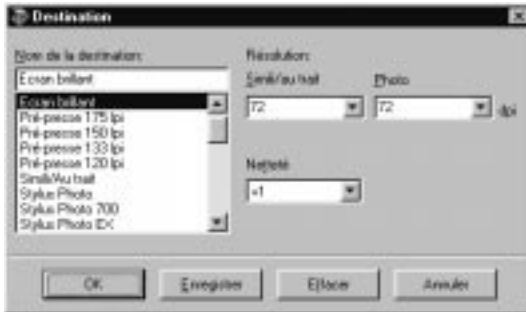 Destination
Nom de la destination:
Ecran brillant
Ecran brillant
Pré-presse 175 lpi
Pré-presse 150 lpi
Pré-presse 133 lpi
Pré-presse 120 lpi
Simili/Au trait
Stylus Photo
Stylus Photo 700
Stylus Photo EX
Résolution:
Simili/au trait
Photo
72
72
dpi
Netteté
+1
OK
Enregistrer
Effacer
Annuler